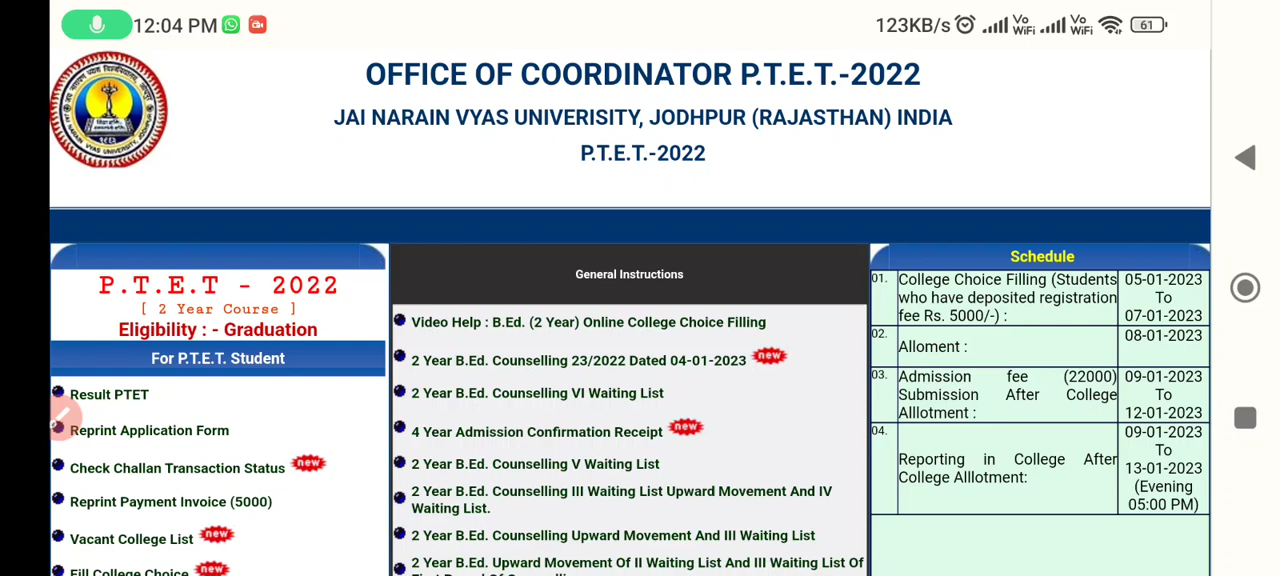 12:04 PM
123KB/s Vo WiFi Vo WiFi 61
OFFICE OF COORDINATOR P.T.E.T.-2022
JAI NARAIN VYAS UNIVERISITY, JODHPUR (RAJASTHAN) INDIA
P.T.E.T.-2022
P.T.E.T - 2022
[ 2 Year Course ]
Eligibility : - Graduation
For P.T.E.T. Student
Result PTET
Reprint Application Form
Check Challan Transaction Status new
Reprint Payment Invoice (5000)
Vacant College List new
Fill College Choice new
General Instructions
Video Help : B.Ed. (2 Year) Online College Choice Filling
2 Year B.Ed. Counselling 23/2022 Dated 04-01-2023 new
2 Year B.Ed. Counselling VI Waiting List
4 Year Admission Confirmation Receipt new
2 Year B.Ed. Counselling V Waiting List
2 Year B.Ed. Counselling III Waiting List Upward Movement And IV
Waiting List.
2 Year B.Ed. Counselling Upward Movement And III Waiting List
2 Year B.Ed. Upward Movement Of II Waiting List And III Waiting List Of
Schedule
01. College Choice Filling (Students 05-01-2023
who have deposited registration To
fee Rs. 5000/-) : 07-01-2023
02. Alloment : 08-01-2023
03. Admission fee (22000) 09-01-2023
Submission After College To
Alllotment : 12-01-2023
04. 09-01-2023
To
Reporting in College After 13-01-2023
College Alllotment: (Evening
05:00 PM)